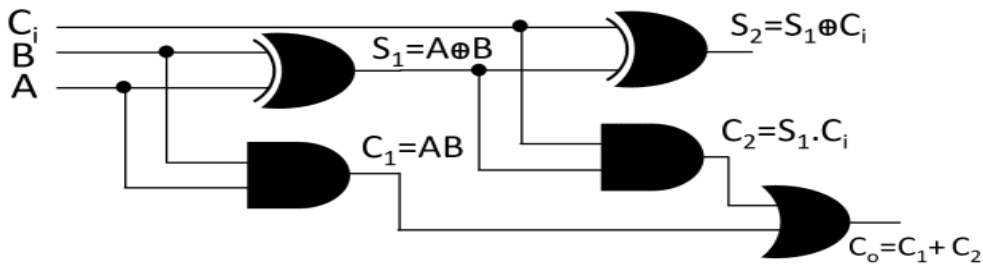 Cᵢ
B
A
S₁=A⊕B
S₂=S₁⊕Cᵢ
C₁=AB
C₂=S₁.Cᵢ
Cₒ=C₁+ C₂